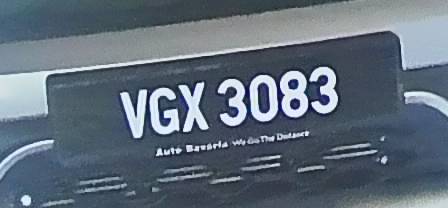 VGX 3083
Auto Bavaria We Go The Distance